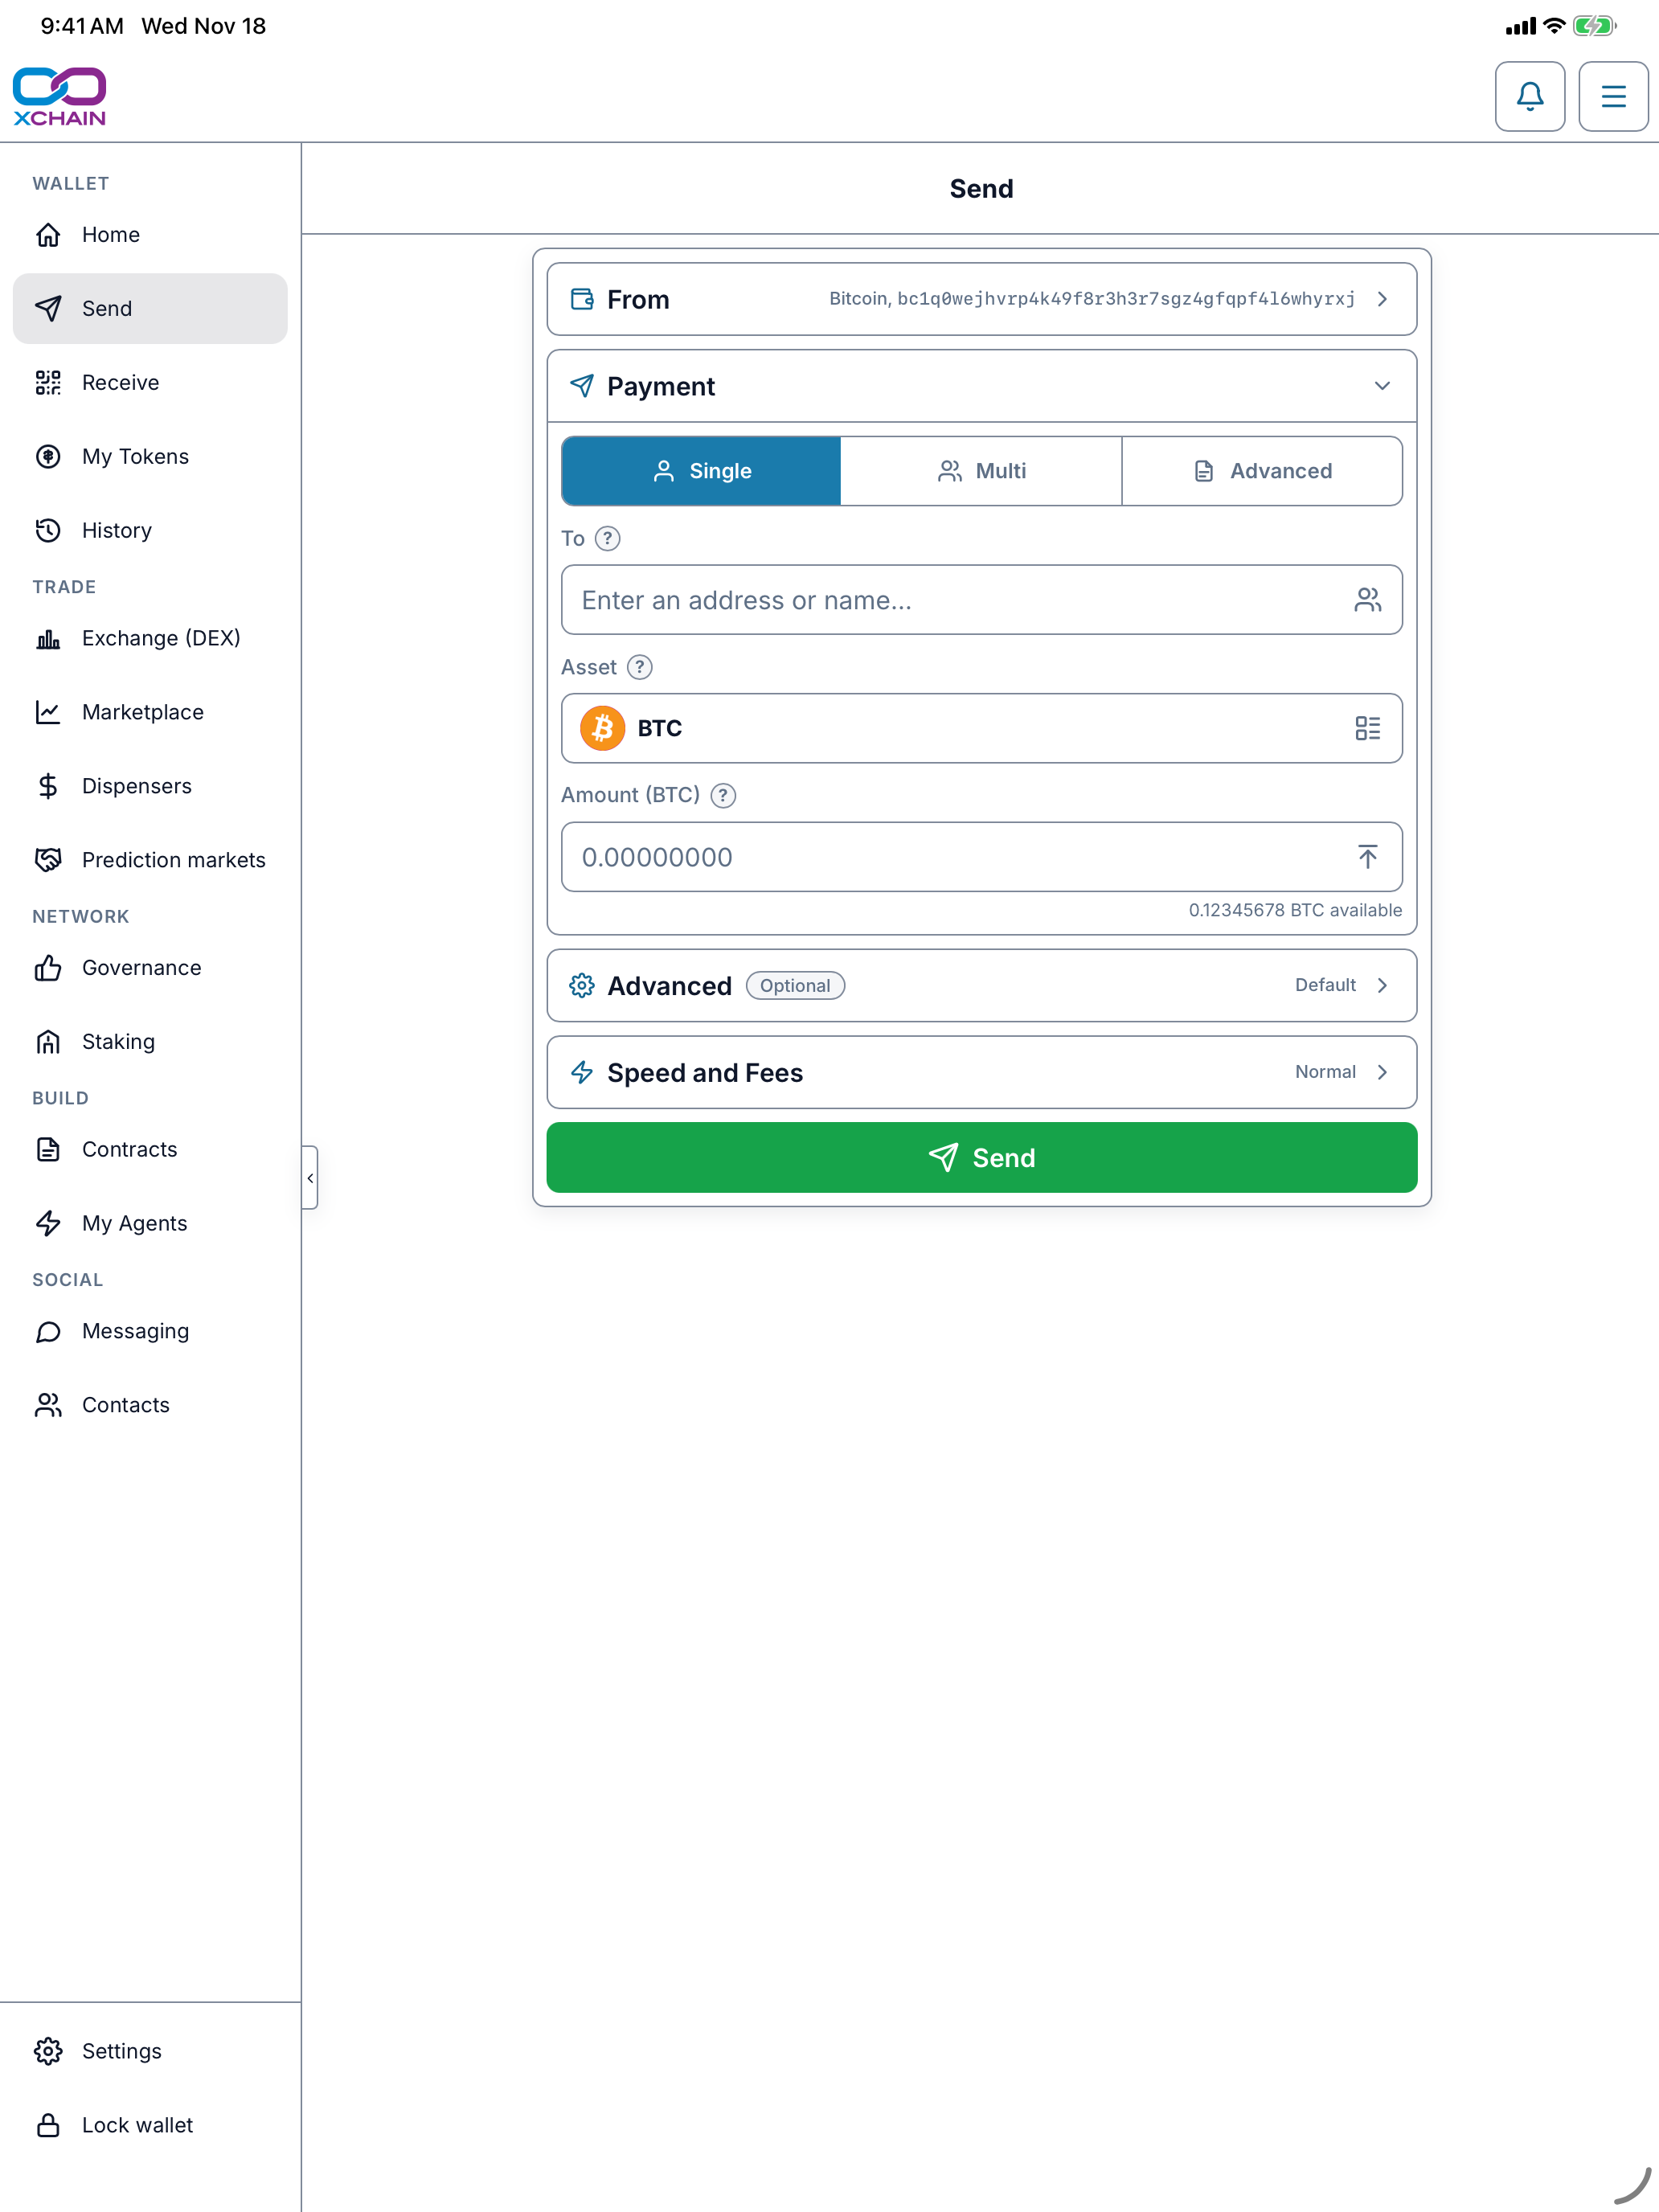 9:41 AM Wed Nov 18
XCHAIN
WALLET
Home
Send
Receive
My Tokens
History
TRADE
Exchange (DEX)
Marketplace
Dispensers
Prediction markets
NETWORK
Governance
Staking
BUILD
Contracts
My Agents
SOCIAL
Messaging
Contacts
Settings
Lock wallet
Send
From Bitcoin, bc1q0wejhvrp4k49f8r3h3r7sgz4gfqpf4l6whyrxj
Payment
Single Multi Advanced
To ?
Enter an address or name...
Asset ?
BTC
Amount (BTC) ?
0.00000000
0.12345678 BTC available
Advanced Optional Default
Speed and Fees Normal
Send